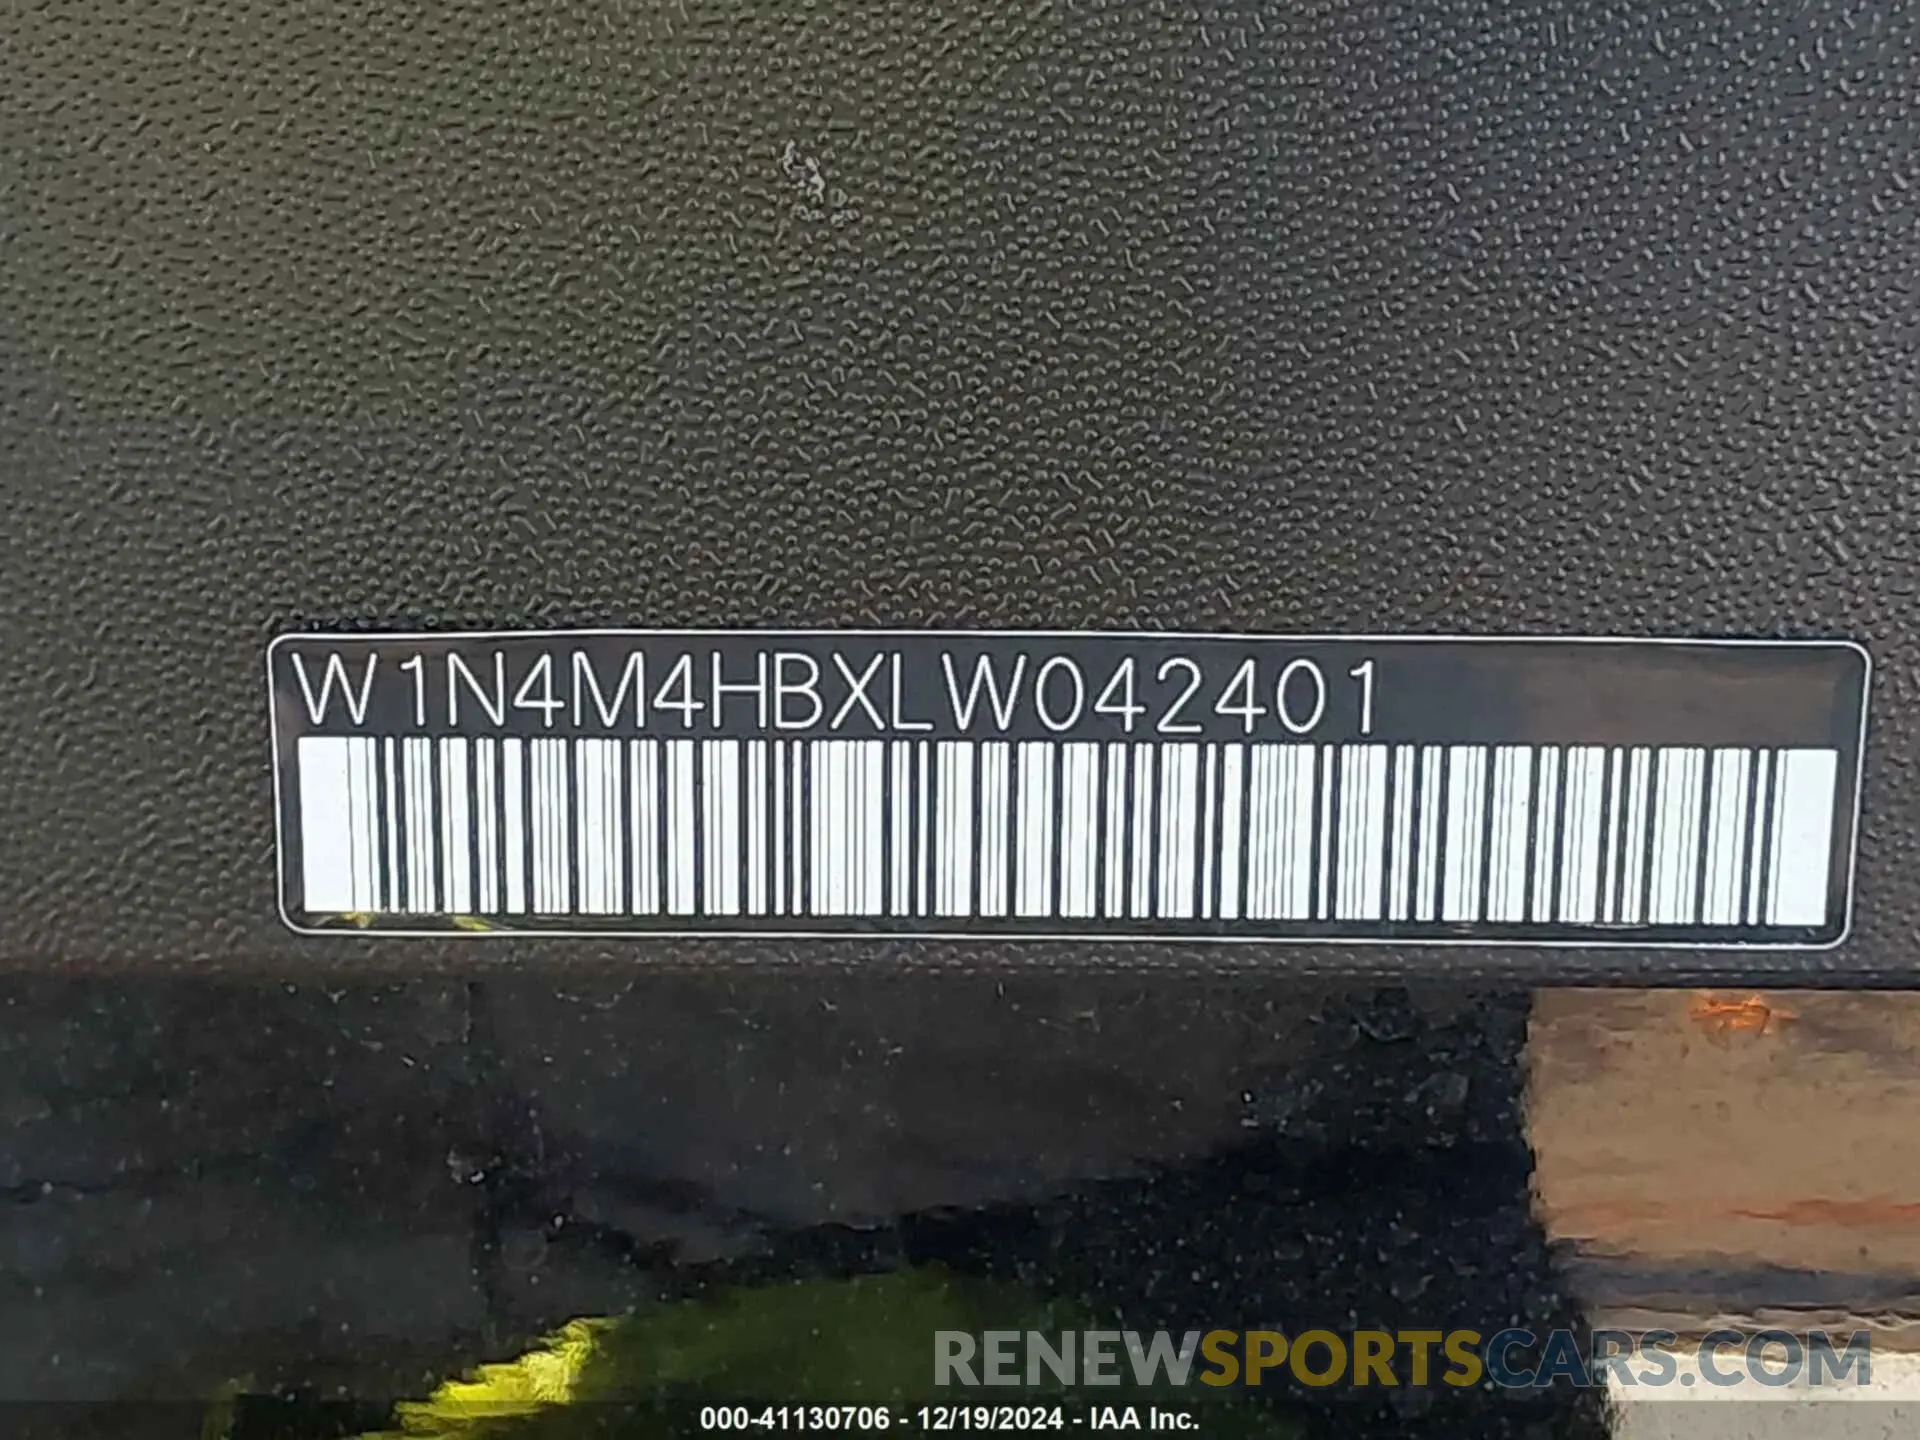 W1N4M4HBXLW042401
RENEWSPORTSCARS.COM
000-41130706 - 12/19/2024 - IAA Inc.